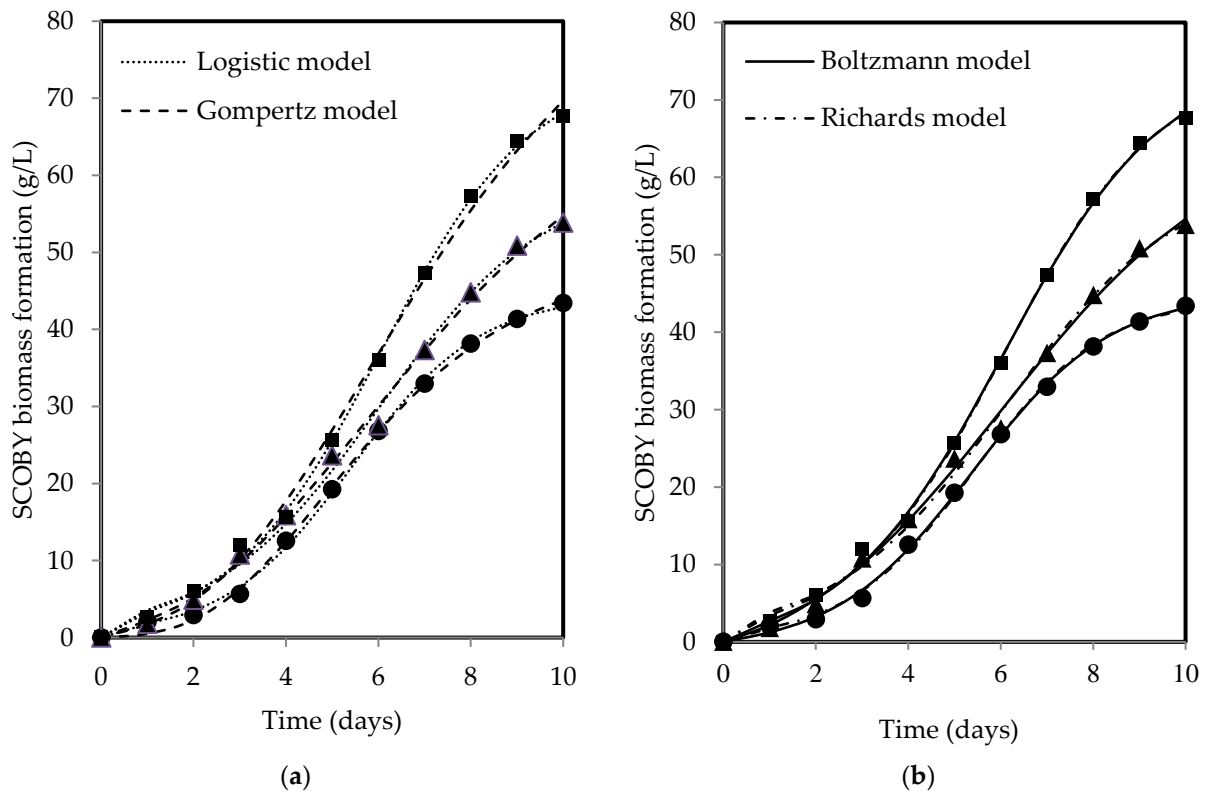 SCOBY biomass formation (g/L)
80
70
60
50
40
30
20
10
0
Logistic model
Gompertz model
0 2 4 6 8 10
Time (days)
(a)
SCOBY biomass formation (g/L)
80
70
60
50
40
30
20
10
0
Boltzmann model
Richards model
0 2 4 6 8 10
Time (days)
(b)